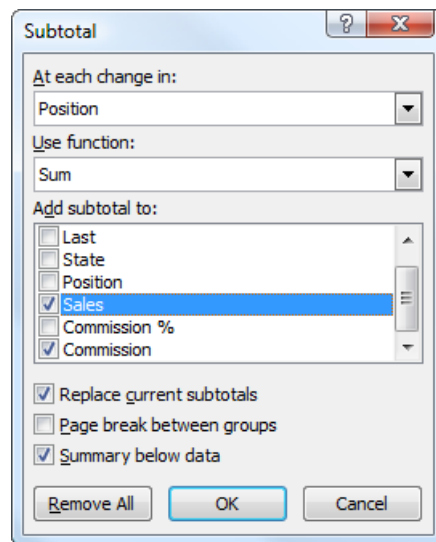 Subtotal
At each change in:
Position
Use function:
Sum
Add subtotal to:
Last
State
Position
Sales
Commission %
Commission
Replace current subtotals
Page break between groups
Summary below data
Remove All OK Cancel